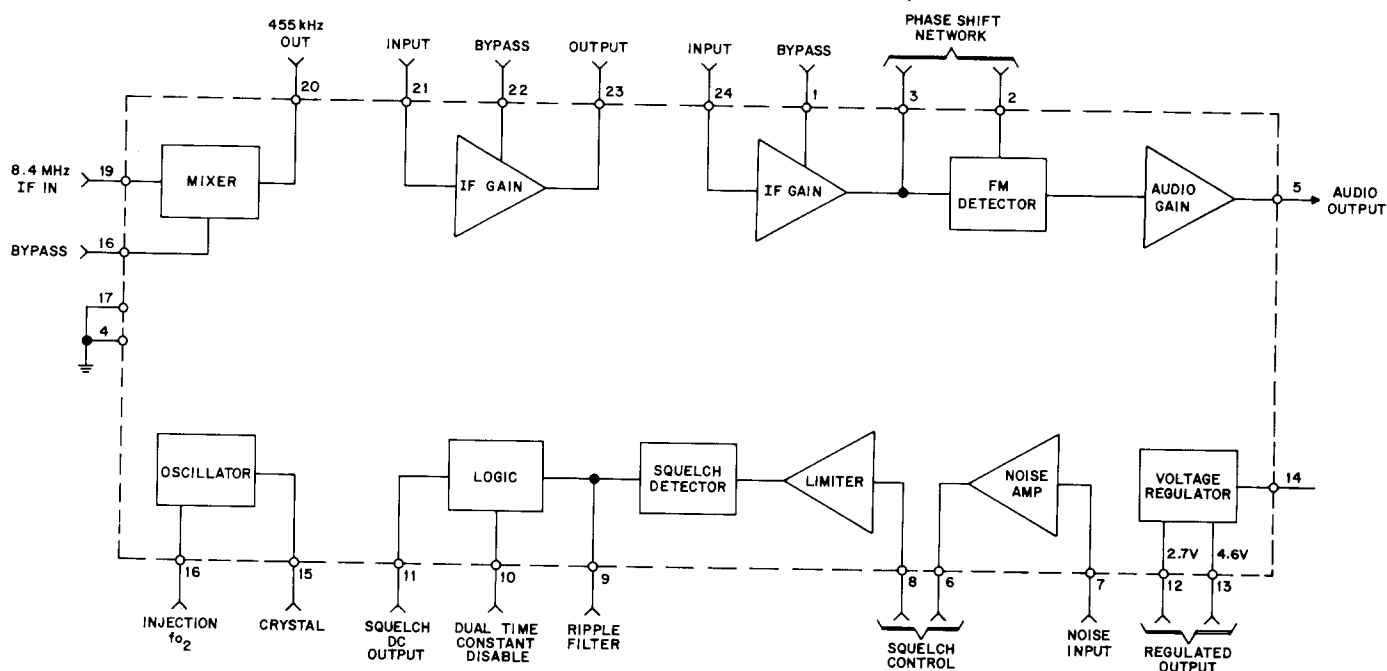 PHASE SHIFT
NETWORK
455 kHz
OUT
INPUT
BYPASS
OUTPUT
INPUT
BYPASS
20
21
22
23
24
1
3
2
8.4 MHz
IF IN
19
MIXER
IF GAIN
IF GAIN
FM
DETECTOR
AUDIO
GAIN
5
AUDIO
OUTPUT
BYPASS
16
17
4
OSCILLATOR
LOGIC
SQUELCH
DETECTOR
LIMITER
NOISE
AMP
VOLTAGE
REGULATOR
14
2.7V
4.6V
16
15
11
10
9
8
6
7
12
13
INJECTION
fo2
CRYSTAL
SQUELCH
DC
OUTPUT
DUAL TIME
CONSTANT
DISABLE
RIPPLE
FILTER
SQUELCH
CONTROL
NOISE
INPUT
REGULATED
OUTPUT